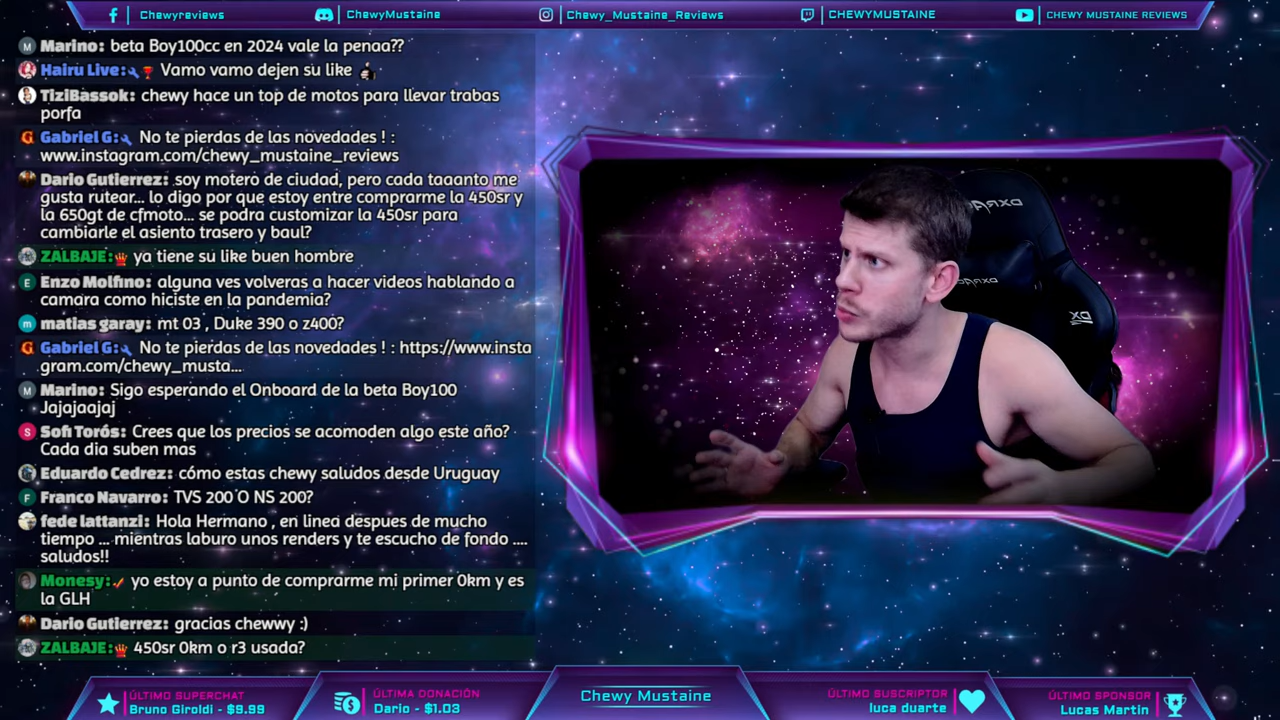 Chewyreviews
ChewyMustaine
Chewy_Mustaine_Reviews
CHEWYMUSTAINE
CHEWY MUSTAINE REVIEWS
M Marino: beta Boy100cc en 2024 vale la penaa??
Hairu Live: Vamo vamo dejen su like
TiziBassok: chewy hace un top de motos para llevar trabas
porfa
G Gabriel G: No te pierdas de las novedades ! :
www.instagram.com/chewy_mustaine_reviews
Dario Gutierrez: soy motero de ciudad, pero cada taaanto me
gusta rutear... lo digo por que estoy entre comprarme la 450sr y
la 650gt de cfmoto... se podra customizar la 450sr para
cambiarle el asiento trasero y baul?
ZALBAJE: ya tiene su like buen hombre
E Enzo Molfino: alguna ves volveras a hacer videos hablando a
camara como hiciste en la pandemia?
m matias garay: mt 03 , Duke 390 o z400?
G Gabriel G: No te pierdas de las novedades ! : https://www.insta
gram.com/chewy_musta...
M Marino: Sigo esperando el Onboard de la beta Boy100
Jajajaajaj
S Sofi Torós: Crees que los precios se acomoden algo este año?
Cada dia suben mas
Eduardo Cedrez: cómo estas chewy saludos desde Uruguay
F Franco Navarro: TVS 200 O NS 200?
fede lattanzi: Hola Hermano , en linea despues de mucho
tiempo ... mientras laburo unos renders y te escucho de fondo ....
saludos!!
Monesy: yo estoy a punto de comprarme mi primer 0km y es
la GLH
Dario Gutierrez: gracias chewwy :)
ZALBAJE: 450sr 0km o r3 usada?
ÚLTIMO SUPERCHAT
Bruno Giroldi - $9.99
ÚLTIMA DONACIÓN
Dario - $1.03
Chewy Mustaine
ÚLTIMO SUSCRIPTOR
luca duarte
ÚLTIMO SPONSOR
Lucas Martin